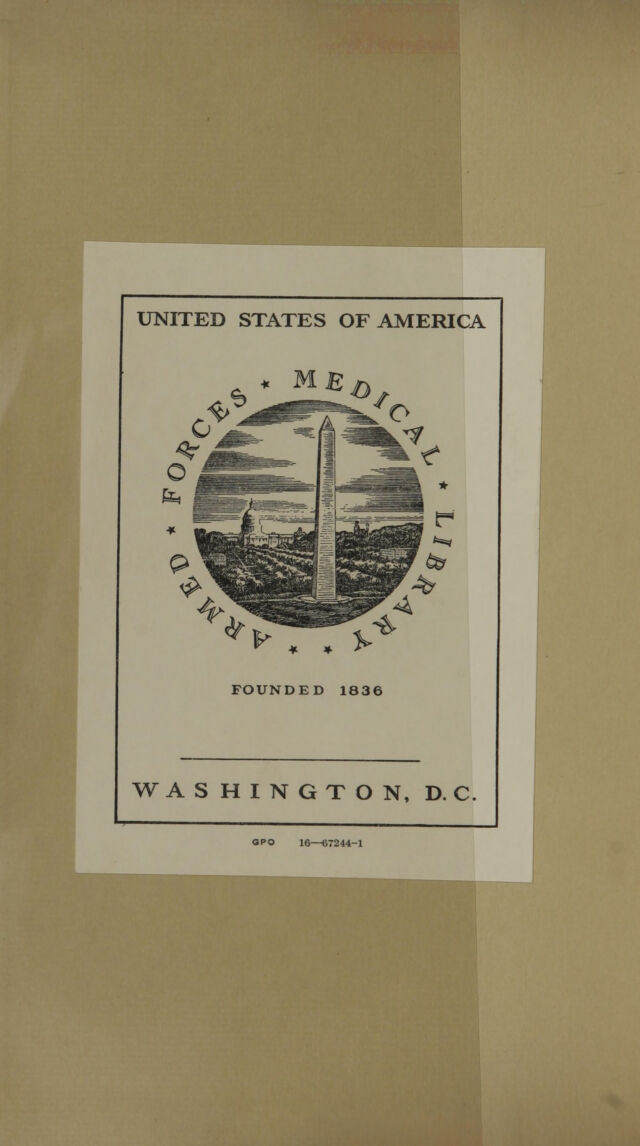 UNITED STATES OF AMERICA
ARMED ★ FORCES ★ MEDICAL ★ LIBRARY ★ ★
FOUNDED 1836
WASHINGTON, D.C.
GPO 16—67244-1